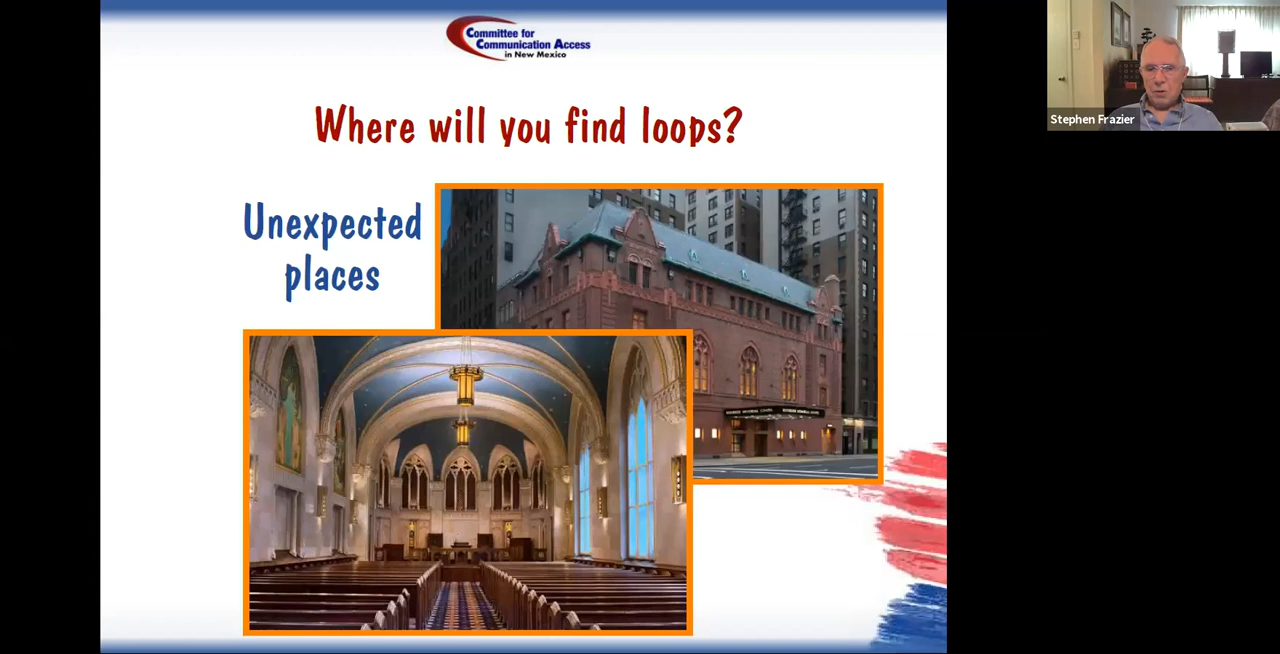 Committee for
Communication Access
in New Mexico
Stephen Frazier
Where will you find loops?
Unexpected
places